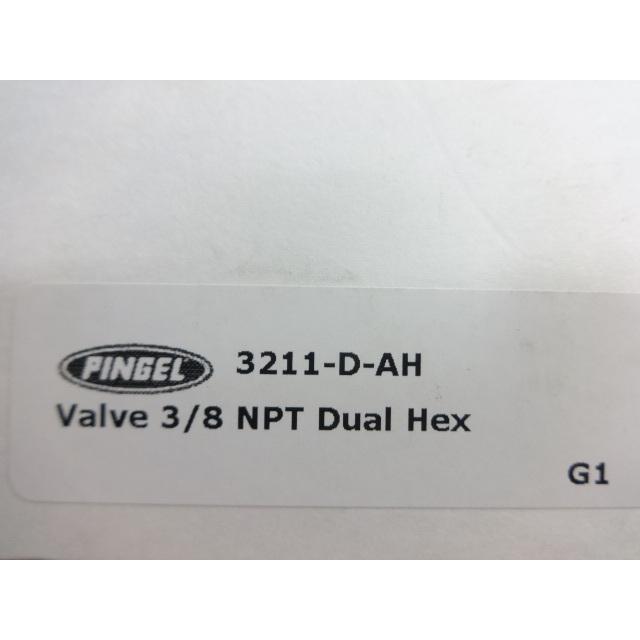 PINGEL 3211-D-AH
Valve 3/8 NPT Dual Hex
G1